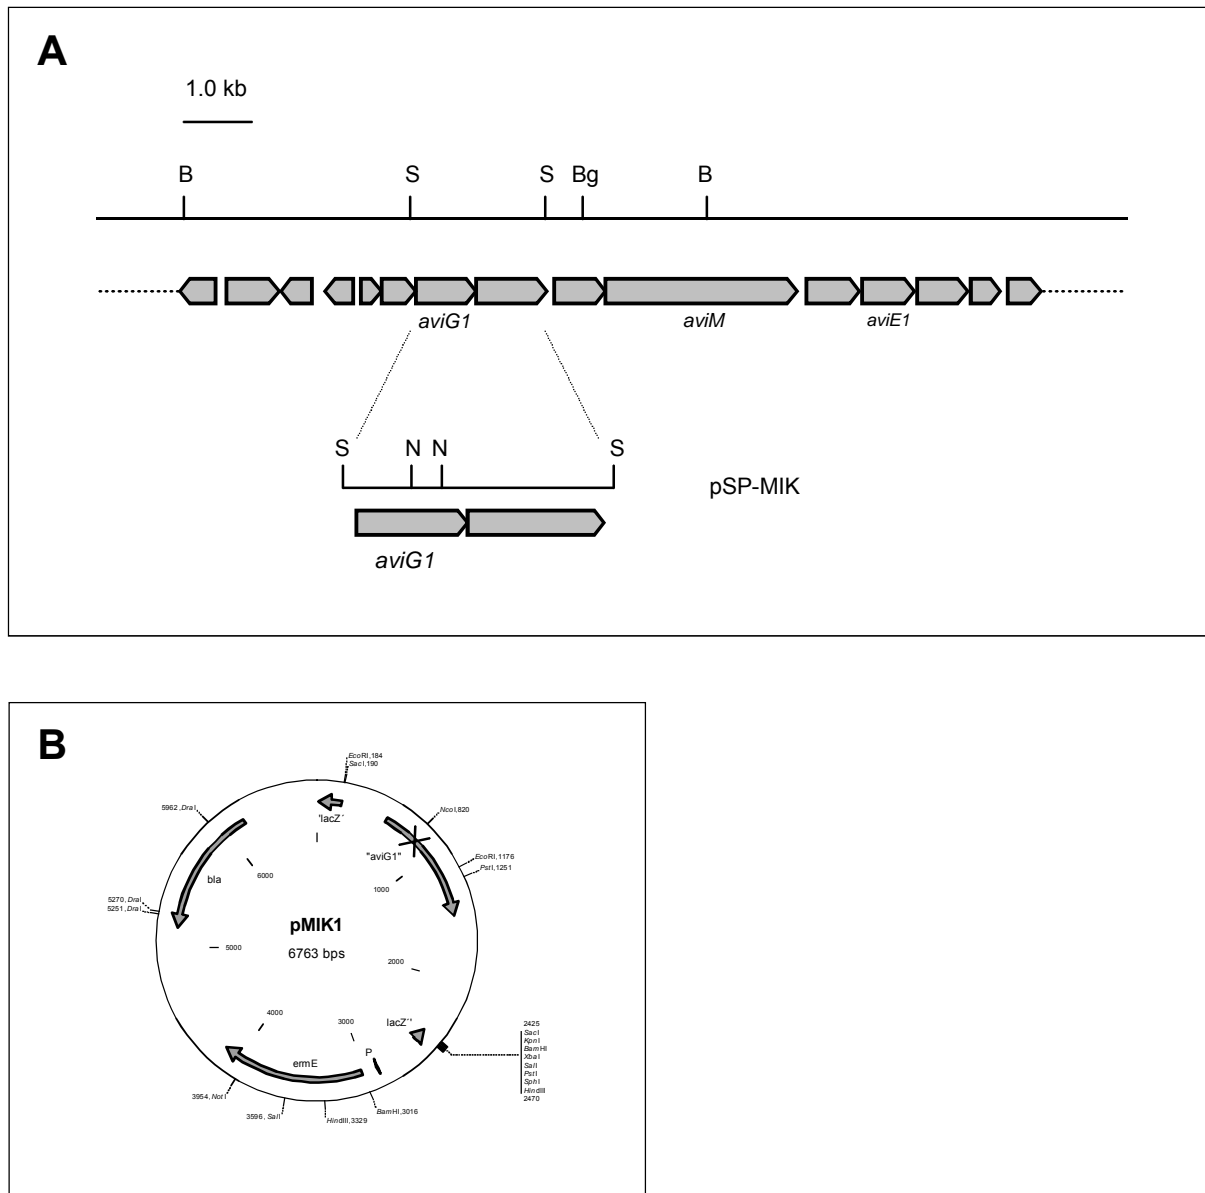 A
1.0 kb
B S S Bg B
aviG1 aviM aviE1
S N N S
pSP-MIK
aviG1
B
EcoRI,184
SacI,190
5962,DraI
'lacZ´
NcoI,820
"aviG1"
EcoRI,1176
PstI,1251
6000
1000
bla
5270,DraI
5251,DraI
pMIK1
6763 bps
5000
2000
4000
3000
lacZ´'
P
ermE
2425
SacI
KpnI
BamHI
XbaI
SalI
PstI
SphI
HindIII
2470
3954,NotI
3596,SalI
HindIII,3329
BamHI,3016